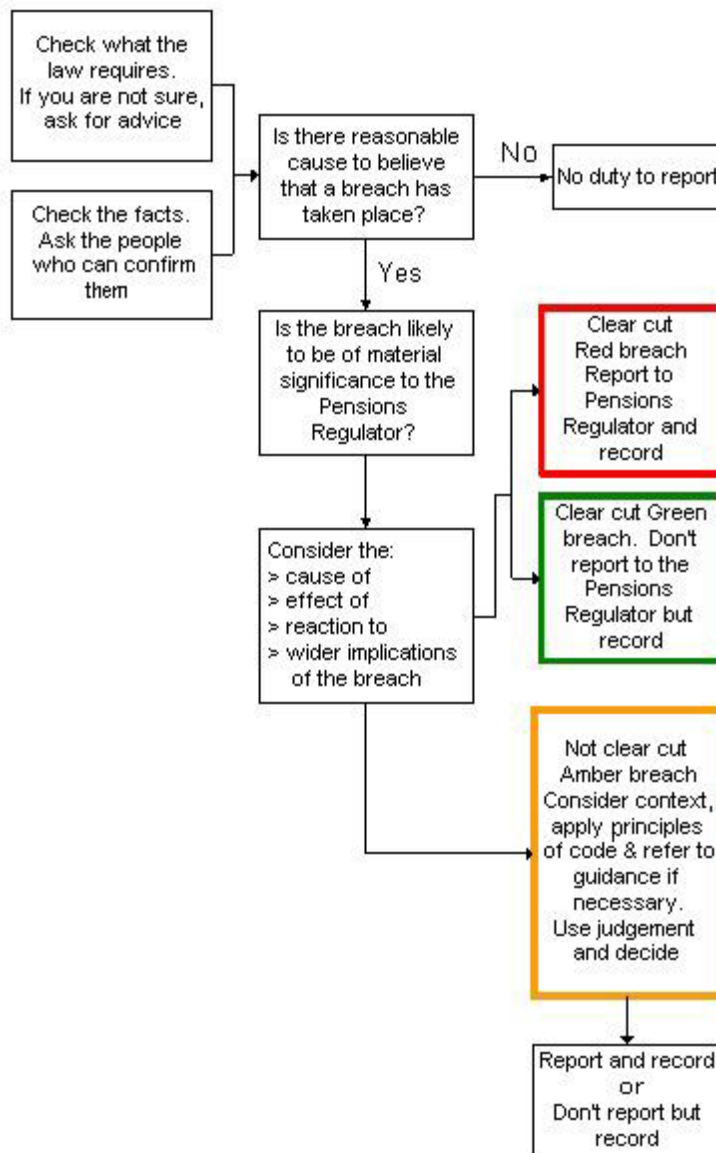 Check what the
law requires.
If you are not sure,
ask for advice
Check the facts.
Ask the people
who can confirm
them
Is there reasonable
cause to believe
that a breach has
taken place?
No
No duty to report
Yes
Is the breach likely
to be of material
significance to the
Pensions
Regulator?
Clear cut
Red breach
Report to
Pensions
Regulator and
record
Clear cut Green
breach. Don't
report to the
Pensions
Regulator but
record
Consider the:
> cause of
> effect of
> reaction to
> wider implications
of the breach
Not clear cut
Amber breach
Consider context,
apply principles
of code & refer to
guidance if
necessary.
Use judgement
and decide
Report and record
or
Don't report but
record